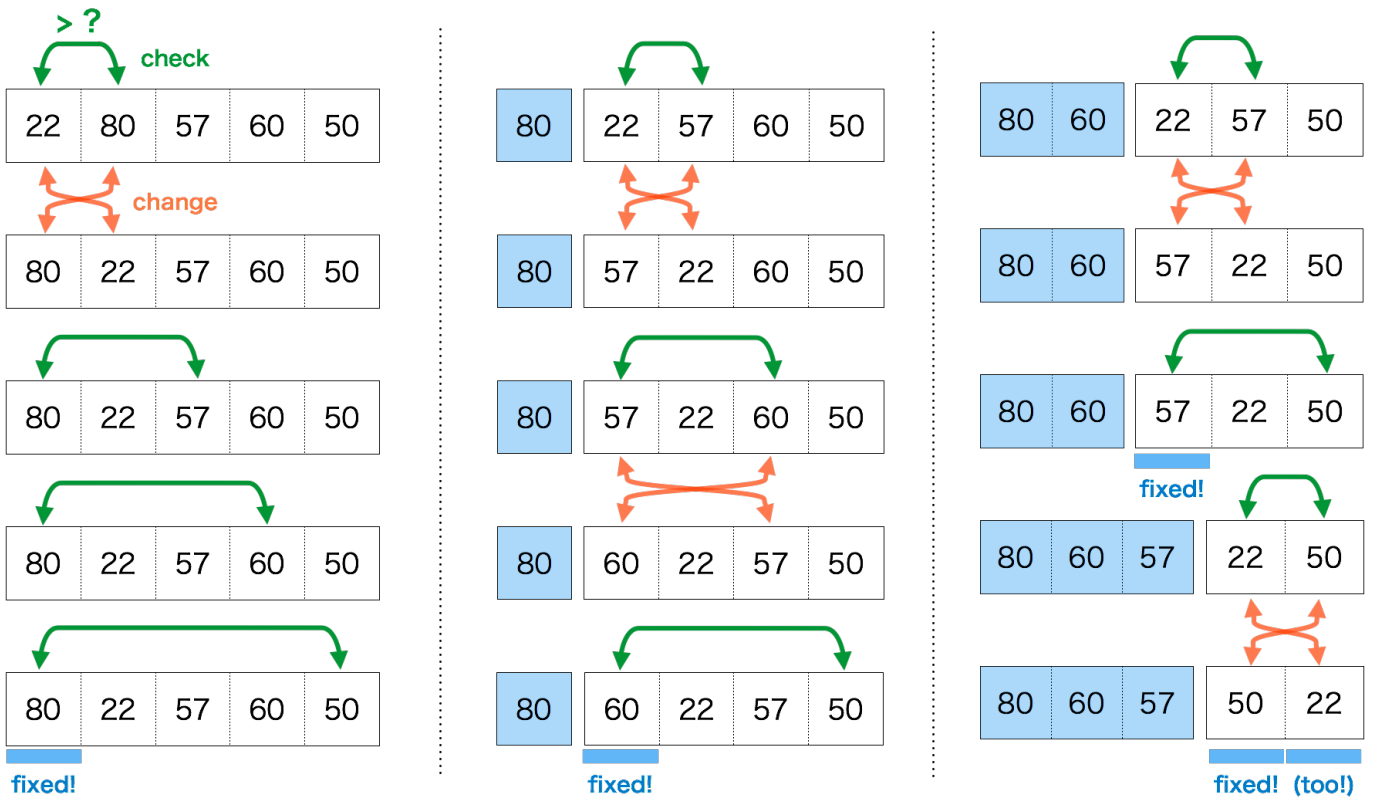 > ?
check
22 80 57 60 50
change
80 22 57 60 50
80 22 57 60 50
80 22 57 60 50
80 22 57 60 50
fixed!
80 22 57 60 50
80 57 22 60 50
80 57 22 60 50
80 60 22 57 50
80 60 22 57 50
fixed!
80 60 22 57 50
80 60 57 22 50
80 60 57 22 50
fixed!
80 60 57 22 50
80 60 57 50 22
fixed! (too!)